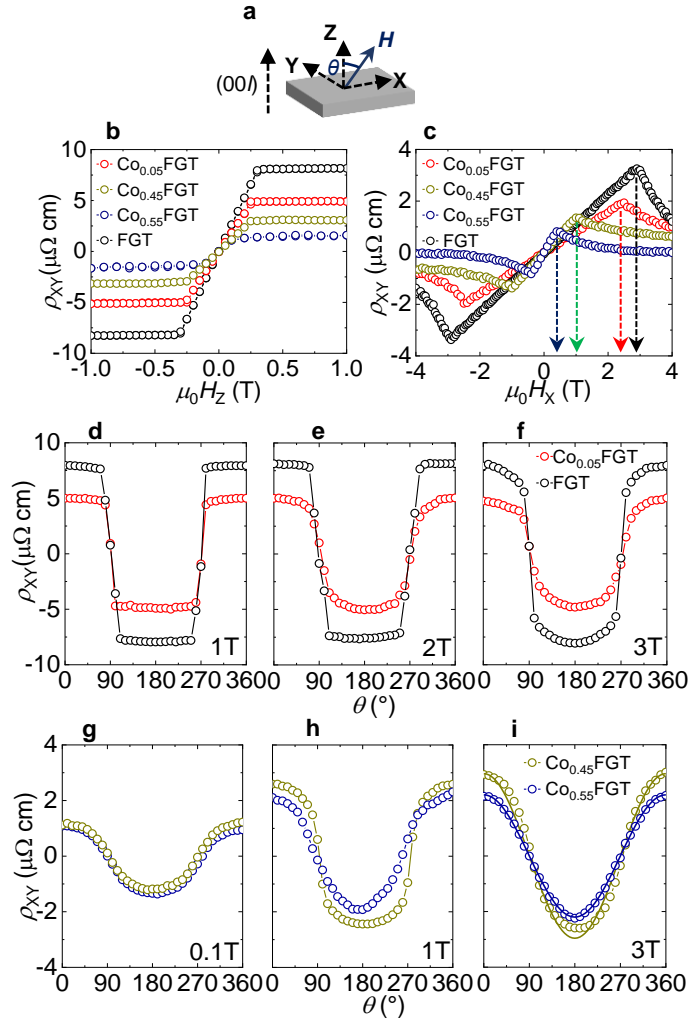 a
Z
H
θ
Y
X
(00l)
b
c
10
5
0
-5
-10
ρXY(μΩ cm)
Co0.05FGT
Co0.45FGT
Co0.55FGT
FGT
-1.0 -0.5 0.0 0.5 1.0
μ0HZ (T)
4
2
0
-2
-4
ρXY (μΩ cm)
Co0.05FGT
Co0.45FGT
Co0.55FGT
FGT
-4 -2 0 2 4
μ0HX (T)
d
e
f
10
5
0
-5
-10
ρXY(μΩ cm)
1T
2T
3T
Co0.05FGT
FGT
0 90 180 270 360
0 90 180 270 360
0 90 180 270 360
θ (°)
θ (°)
θ (°)
g
h
i
4
2
0
-2
-4
ρXY (μΩ cm)
0.1T
1T
3T
Co0.45FGT
Co0.55FGT
0 90 180 270 360
0 90 180 270 360
0 90 180 270 360
θ (°)
θ (°)
θ (°)